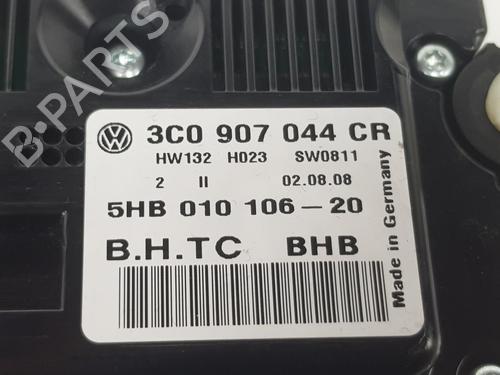 B-PARTS
3C0 907 044 CR
HW132 H023 SW0811
2 II 02.08.08
5HB 010 106-20
B.H.TC BHB
Made in Germany